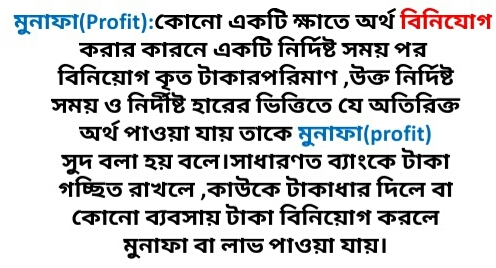 মুনাফা(Profit):কোনো একটি ক্ষাতে অর্থ বিনিযোগ
করার কারনে একটি নির্দিষ্ট সময় পর
বিনিয়োগ কৃত টাকারপরিমাণ ,উক্ত নির্দিষ্ট
সময় ও নির্দীষ্ট হারের ভিত্তিতে যে অতিরিক্ত
অর্থ পাওয়া যায় তাকে মুনাফা(profit)
সুদ বলা হয় বলে।সাধারণত ব্যাংকে টাকা
গচ্ছিত রাখলে ,কাউকে টাকাধার দিলে বা
কোনো ব্যবসায় টাকা বিনিয়োগ করলে
মুনাফা বা লাভ পাওয়া যায়।